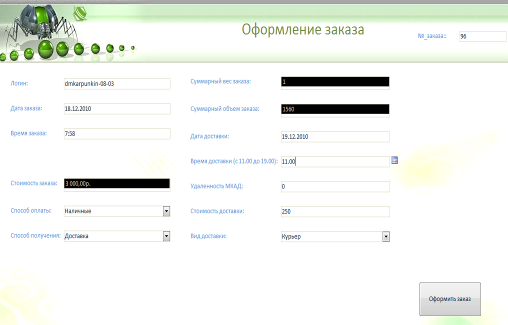 Оформление заказа
№_заказа: 96
Логин: dmkarpunkin-08-03
Суммарный вес заказа: 1
Дата заказа: 18.12.2010
Суммарный объем заказа: 1560
Время заказа: 7:58
Дата доставки: 19.12.2010
Время доставки (с 11.00 до 19.00): 11.00
Стоимость заказа: 3 000,00р.
Удаленность МКАД: 0
Способ оплаты: Наличные
Стоимость доставки: 250
Способ получения: Доставка
Вид доставки: Курьер
Оформить заказ